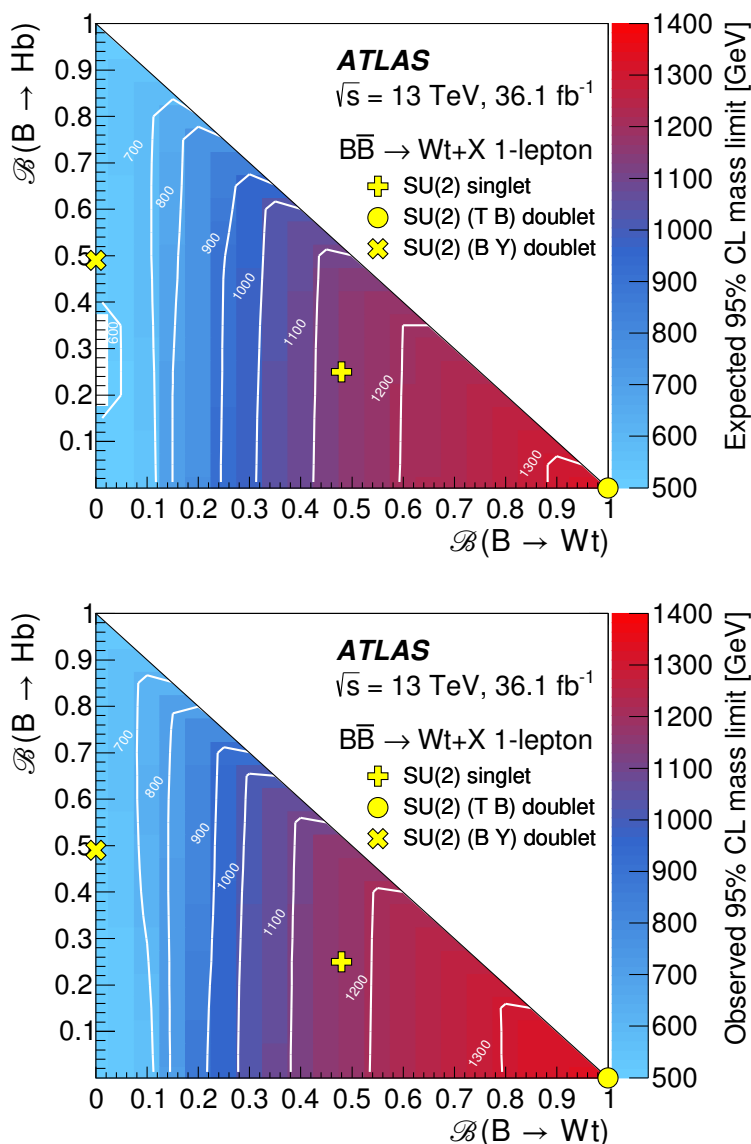 ATLAS
√s = 13 TeV, 36.1 fb⁻¹
BB̅ → Wt+X 1-lepton
SU(2) singlet
SU(2) (T B) doublet
SU(2) (B Y) doublet
ℬ(B → Hb)
1
0.9
0.8
0.7
0.6
0.5
0.4
0.3
0.2
0.1
700
800
900
1000
600
1100
1200
1300
0 0.1 0.2 0.3 0.4 0.5 0.6 0.7 0.8 0.9 1
ℬ(B → Wt)
1400
1300
1200
1100
1000
900
800
700
600
500
Expected 95% CL mass limit [GeV]
ATLAS
√s = 13 TeV, 36.1 fb⁻¹
BB̅ → Wt+X 1-lepton
SU(2) singlet
SU(2) (T B) doublet
SU(2) (B Y) doublet
ℬ(B → Hb)
1
0.9
0.8
0.7
0.6
0.5
0.4
0.3
0.2
0.1
700
800
900
1000
1100
1200
1300
0 0.1 0.2 0.3 0.4 0.5 0.6 0.7 0.8 0.9 1
ℬ(B → Wt)
1400
1300
1200
1100
1000
900
800
700
600
500
Observed 95% CL mass limit [GeV]